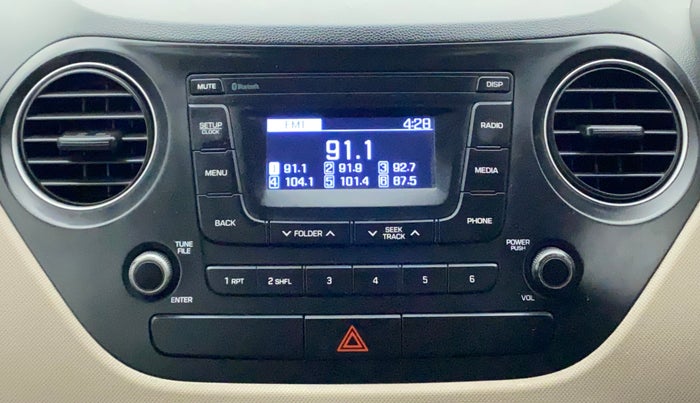 MUTE Bluetooth DISP
SETUP
CLOCK
FM1 4:28
91.1
1 91.1 2 91.9 3 92.7
4 104.1 5 101.4 6 87.5
RADIO
MENU
MEDIA
BACK
FOLDER
SEEK
TRACK
PHONE
TUNE
FILE
ENTER
1 RPT 2 SHFL 3 4 5 6
POWER
PUSH
VOL